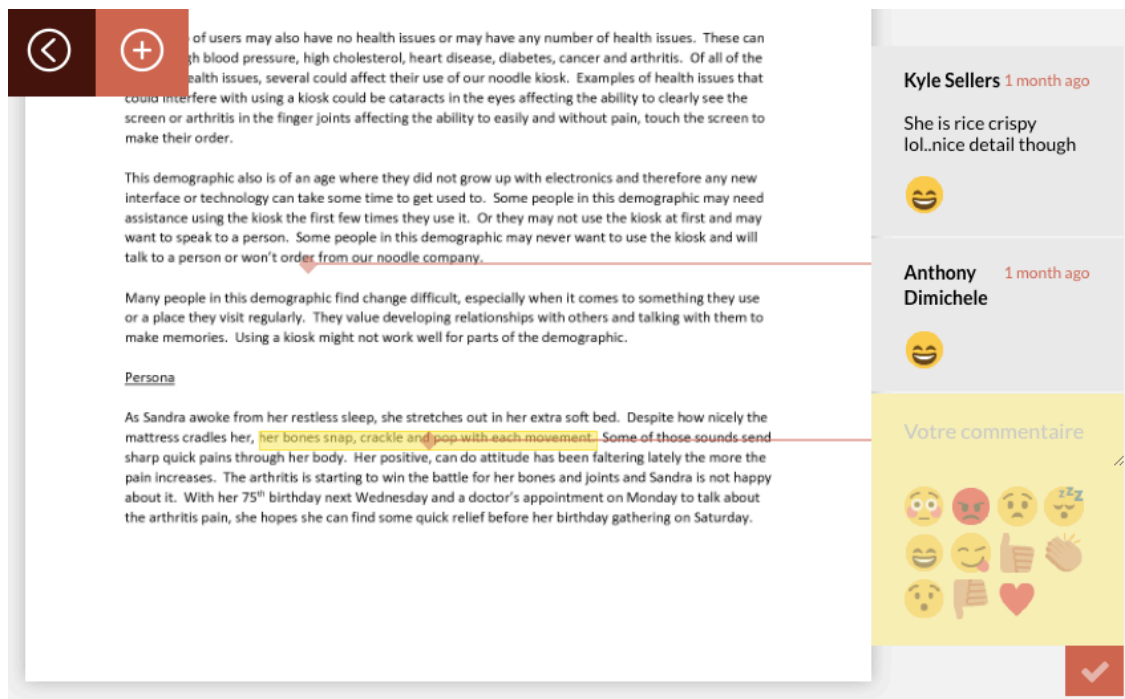 of users may also have no health issues or may have any number of health issues. These can
blood pressure, high cholesterol, heart disease, diabetes, cancer and arthritis. Of all of the
issues, several could affect their use of our noodle kiosk. Examples of health issues that
could interfere with using a kiosk could be cataracts in the eyes affecting the ability to clearly see the
screen or arthritis in the finger joints affecting the ability to easily and without pain, touch the screen to
make their order.
This demographic also is of an age where they did not grow up with electronics and therefore any new
interface or technology can take some time to get used to. Some people in this demographic may need
assistance using the kiosk the first few times they use it. Or they may not use the kiosk at first and may
want to speak to a person. Some people in this demographic may never want to use the kiosk and will
talk to a person or won't order from our noodle company.
Many people in this demographic find change difficult, especially when it comes to something they use
or a place they visit regularly. They value developing relationships with others and talking with them to
make memories. Using a kiosk might not work well for parts of the demographic.
Persona
As Sandra awoke from her restless sleep, she stretches out in her extra soft bed. Despite how nicely the
mattress cradles her, her bones snap, crackle and pop with each movement. Some of those sounds send
sharp quick pains through her body. Her positive, can do attitude has been faltering lately the more the
pain increases. The arthritis is starting to win the battle for her bones and joints and Sandra is not happy
about it. With her 75th birthday next Wednesday and a doctor's appointment on Monday to talk about
the arthritis pain, she hopes she can find some quick relief before her birthday gathering on Saturday.
Kyle Sellers 1 month ago
She is rice crispy
lol..nice detail though
Anthony 1 month ago
Dimichele
Votre commentaire